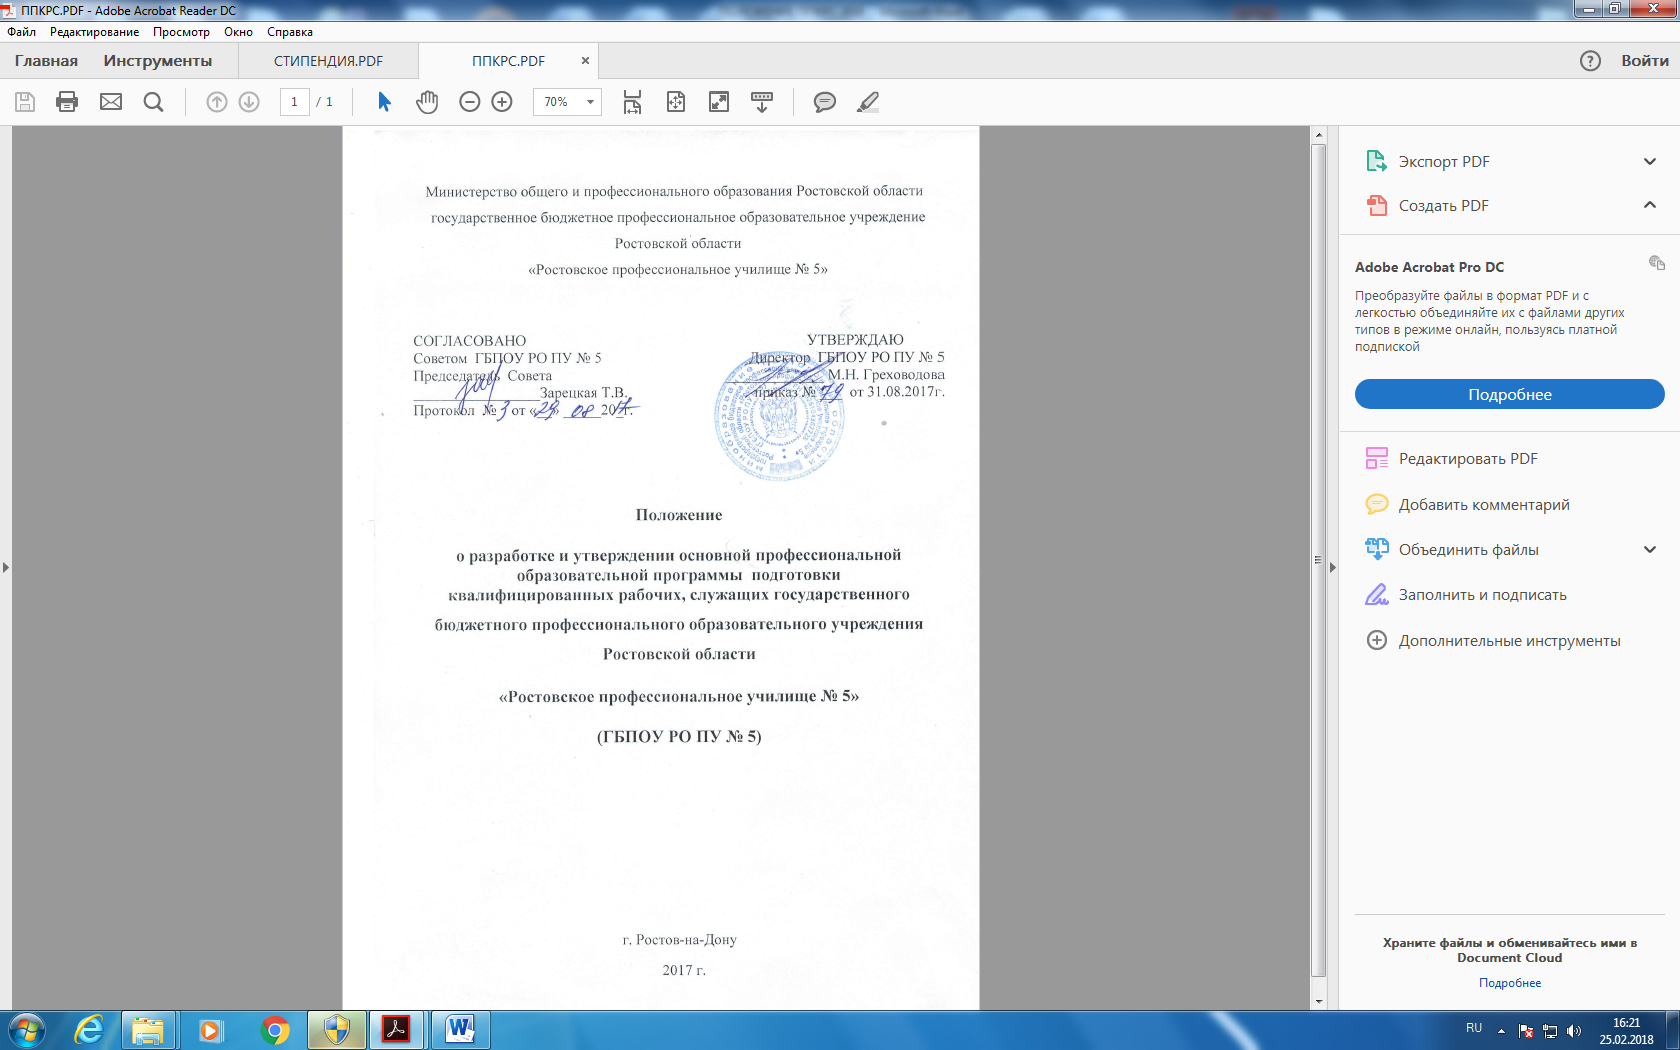 ППКРС.PDF - Adobe Acrobat Reader DC
Файл Редактирование Просмотр Окно Справка
Главная Инструменты СТИПЕНДИЯ.PDF ППКРС.PDF × Войти
1 / 1 70%
Министерство общего и профессионального образования Ростовской области
государственное бюджетное профессиональное образовательное учреждение
Ростовской области
«Ростовское профессиональное училище № 5»
СОГЛАСОВАНО
Советом ГБПОУ РО ПУ № 5
Председатель Совета
Зарецкая Т.В.
Протокол № 3 от «29» 08 2017г.
УТВЕРЖДАЮ
Директор ГБПОУ РО ПУ № 5
М.Н. Греховодова
приказ № 79 от 31.08.2017г.
Положение
о разработке и утверждении основной профессиональной
образовательной программы подготовки
квалифицированных рабочих, служащих государственного
бюджетного профессионального образовательного учреждения
Ростовской области
«Ростовское профессиональное училище № 5»
(ГБПОУ РО ПУ № 5)
г. Ростов-на-Дону
2017 г.
Экспорт PDF
Создать PDF
Adobe Acrobat Pro DC
Преобразуйте файлы в формат PDF и с
легкостью объединяйте их с файлами других
типов в режиме онлайн, пользуясь платной
подпиской
Подробнее
Редактировать PDF
Добавить комментарий
Объединить файлы
Заполнить и подписать
Дополнительные инструменты
Храните файлы и обменивайтесь ими в
Document Cloud
Подробнее
RU
16:21
25.02.2018